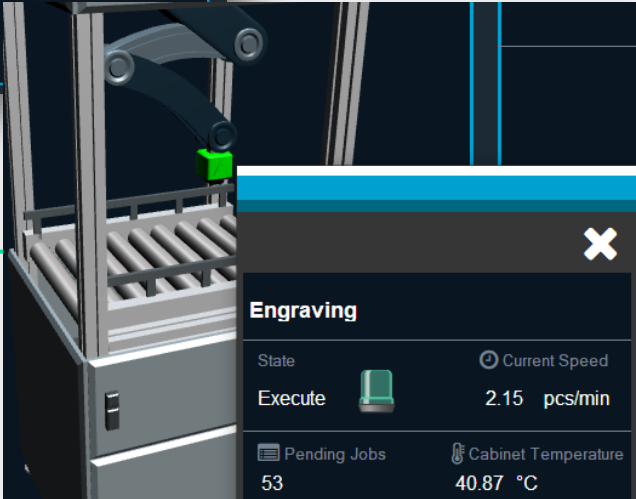 Engraving
State
Current Speed
Execute
2.15 pcs/min
Pending Jobs
Cabinet Temperature
53
40.87 °C